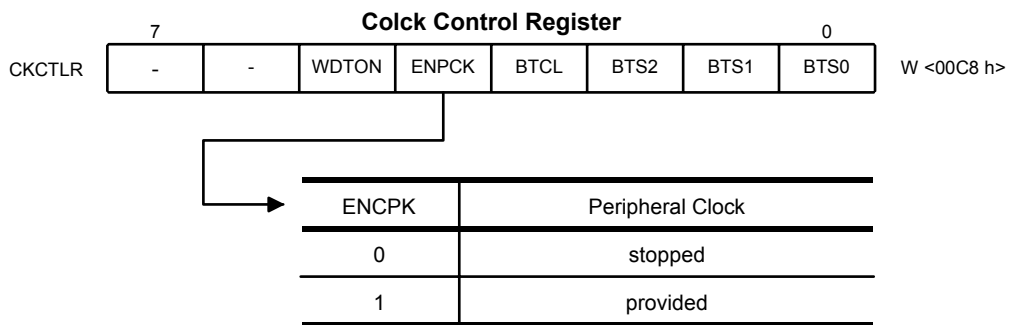 Colck Control Register
7 0
CKCTLR - - WDTON ENPCK BTCL BTS2 BTS1 BTS0 W <00C8 h>
ENCPK Peripheral Clock
0 stopped
1 provided